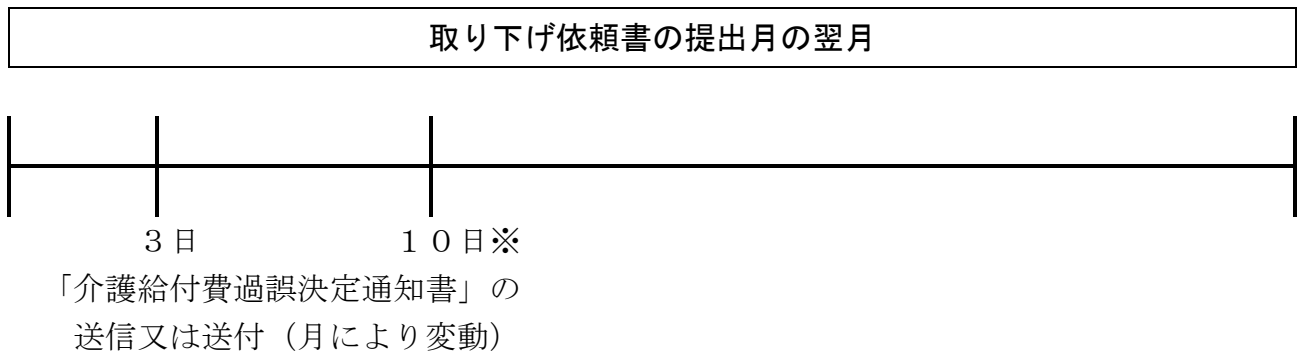 取り下げ依頼書の提出月の翌月
３日 １０日※
「介護給付費過誤決定通知書」の
送信又は送付（月により変動）